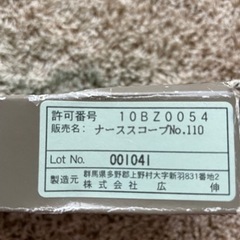 許可番号 10BZ0054
販売名: ナーススコープNo.110
Lot No. 001041
製造元 群馬県多野郡上野村大字新羽831番地2
株式会社 広伸